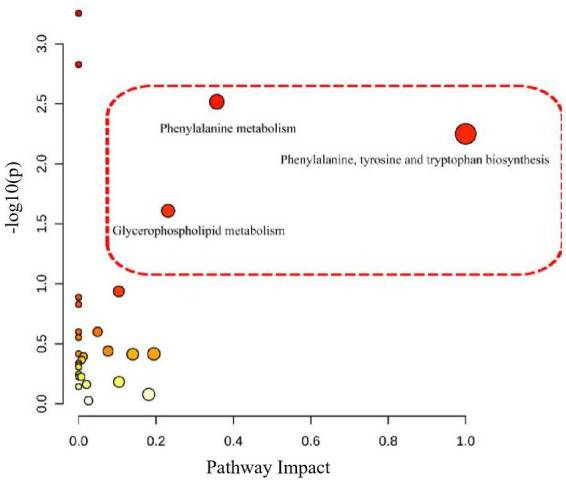 3.0
2.5
2.0
1.5
1.0
0.5
0.0
-log10(p)
Phenylalanine metabolism
Phenylalanine, tyrosine and tryptophan biosynthesis
Glycerophospholipid metabolism
0.0 0.2 0.4 0.6 0.8 1.0
Pathway Impact